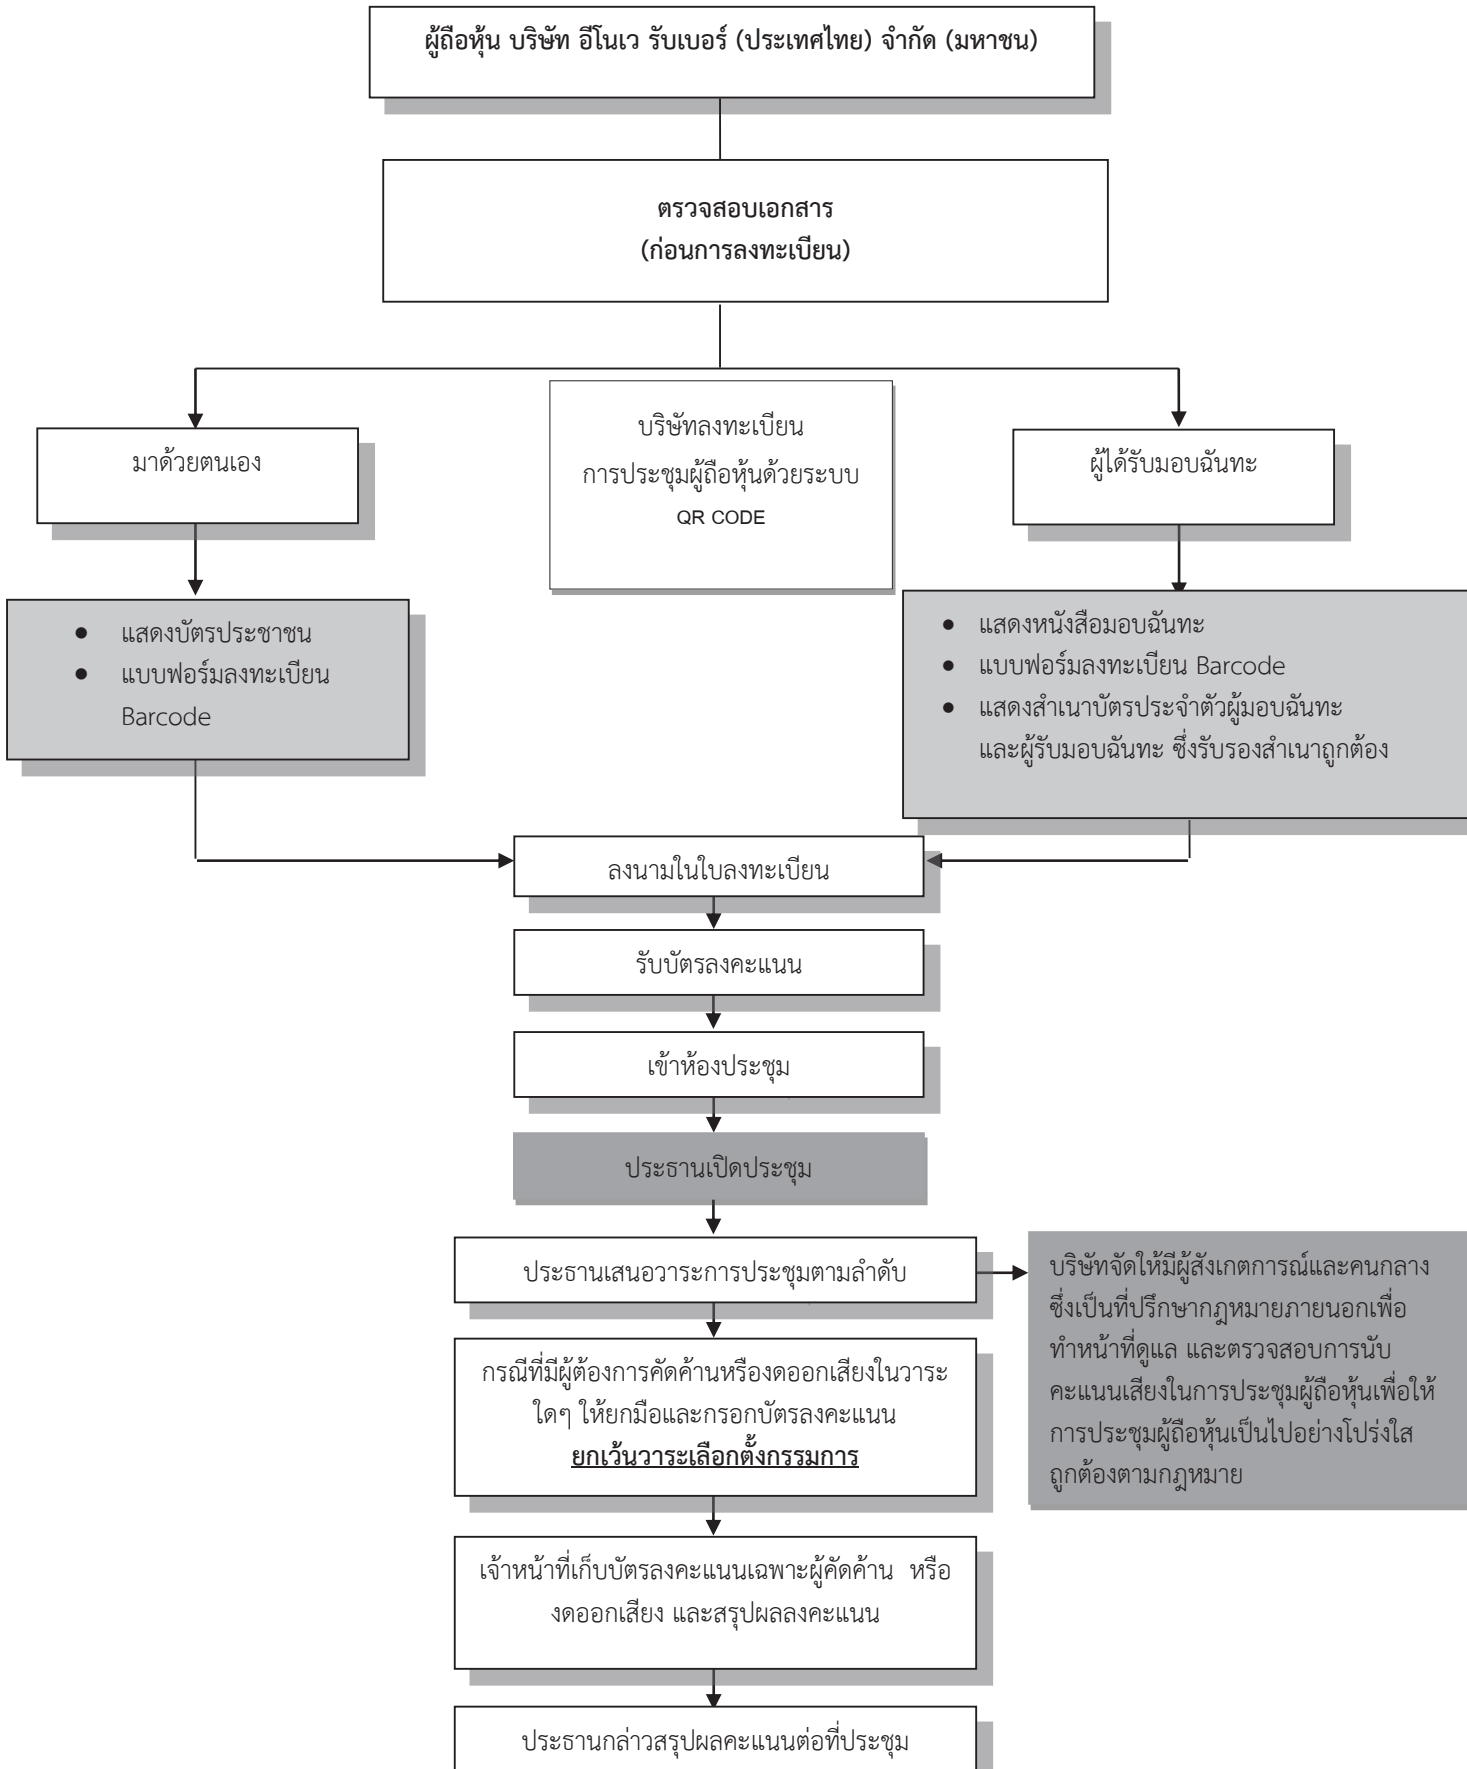 ผู้ถือหุ้น บริษัท อีโนเว รับเบอร์ (ประเทศไทย) จำกัด (มหาชน)
ตรวจสอบเอกสาร
(ก่อนการลงทะเบียน)
บริษัทลงทะเบียน
การประชุมผู้ถือหุ้นด้วยระบบ
QR CODE
มาด้วยตนเอง
ผู้ได้รับมอบฉันทะ
• แสดงบัตรประชาชน
• แบบฟอร์มลงทะเบียน
Barcode
• แสดงหนังสือมอบฉันทะ
• แบบฟอร์มลงทะเบียน Barcode
• แสดงสำเนาบัตรประจำตัวผู้มอบฉันทะ
และผู้รับมอบฉันทะ ซึ่งรับรองสำเนาถูกต้อง
ลงนามในใบลงทะเบียน
รับบัตรลงคะแนน
เข้าห้องประชุม
ประธานเปิดประชุม
ประธานเสนอวาระการประชุมตามลำดับ
บริษัทจัดให้มีผู้สังเกตการณ์และคนกลาง
ซึ่งเป็นที่ปรึกษากฎหมายภายนอกเพื่อ
ทำหน้าที่ดูแล และตรวจสอบการนับ
คะแนนเสียงในการประชุมผู้ถือหุ้นเพื่อให้
การประชุมผู้ถือหุ้นเป็นไปอย่างโปร่งใส
ถูกต้องตามกฎหมาย
กรณีที่มีผู้ต้องการคัดค้านหรืองดออกเสียงในวาระ
ใดๆ ให้ยกมือและกรอกบัตรลงคะแนน
ยกเว้นวาระเลือกตั้งกรรมการ
เจ้าหน้าที่เก็บบัตรลงคะแนนเฉพาะผู้คัดค้าน หรือ
งดออกเสียง และสรุปผลลงคะแนน
ประธานกล่าวสรุปผลคะแนนต่อที่ประชุม